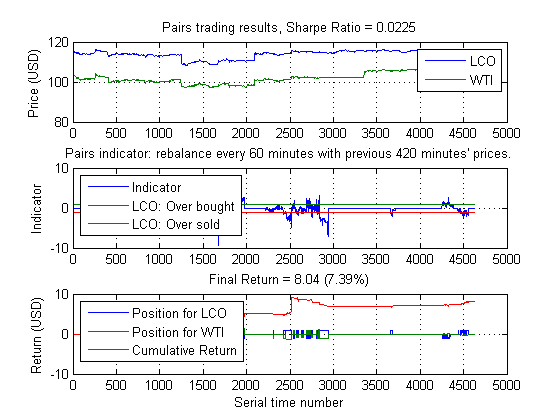 Pairs trading results, Sharpe Ratio = 0.0225
Price (USD)
120
100
80
LCO
WTI
0 500 1000 1500 2000 2500 3000 3500 4000 4500 5000
Pairs indicator: rebalance every 60 minutes with previous 420 minutes' prices.
Indicator
10
0
-10
Indicator
LCO: Over bought
LCO: Over sold
0 500 1000 1500 2000 2500 3000 3500 4000 4500 5000
Final Return = 8.04 (7.39%)
Return (USD)
10
0
-10
Position for LCO
Position for WTI
Cumulative Return
0 500 1000 1500 2000 2500 3000 3500 4000 4500 5000
Serial time number